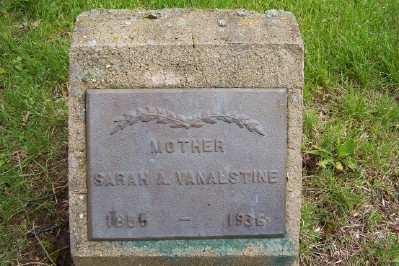 MOTHER
SARAH A. VANALSTINE
1856 — 1935